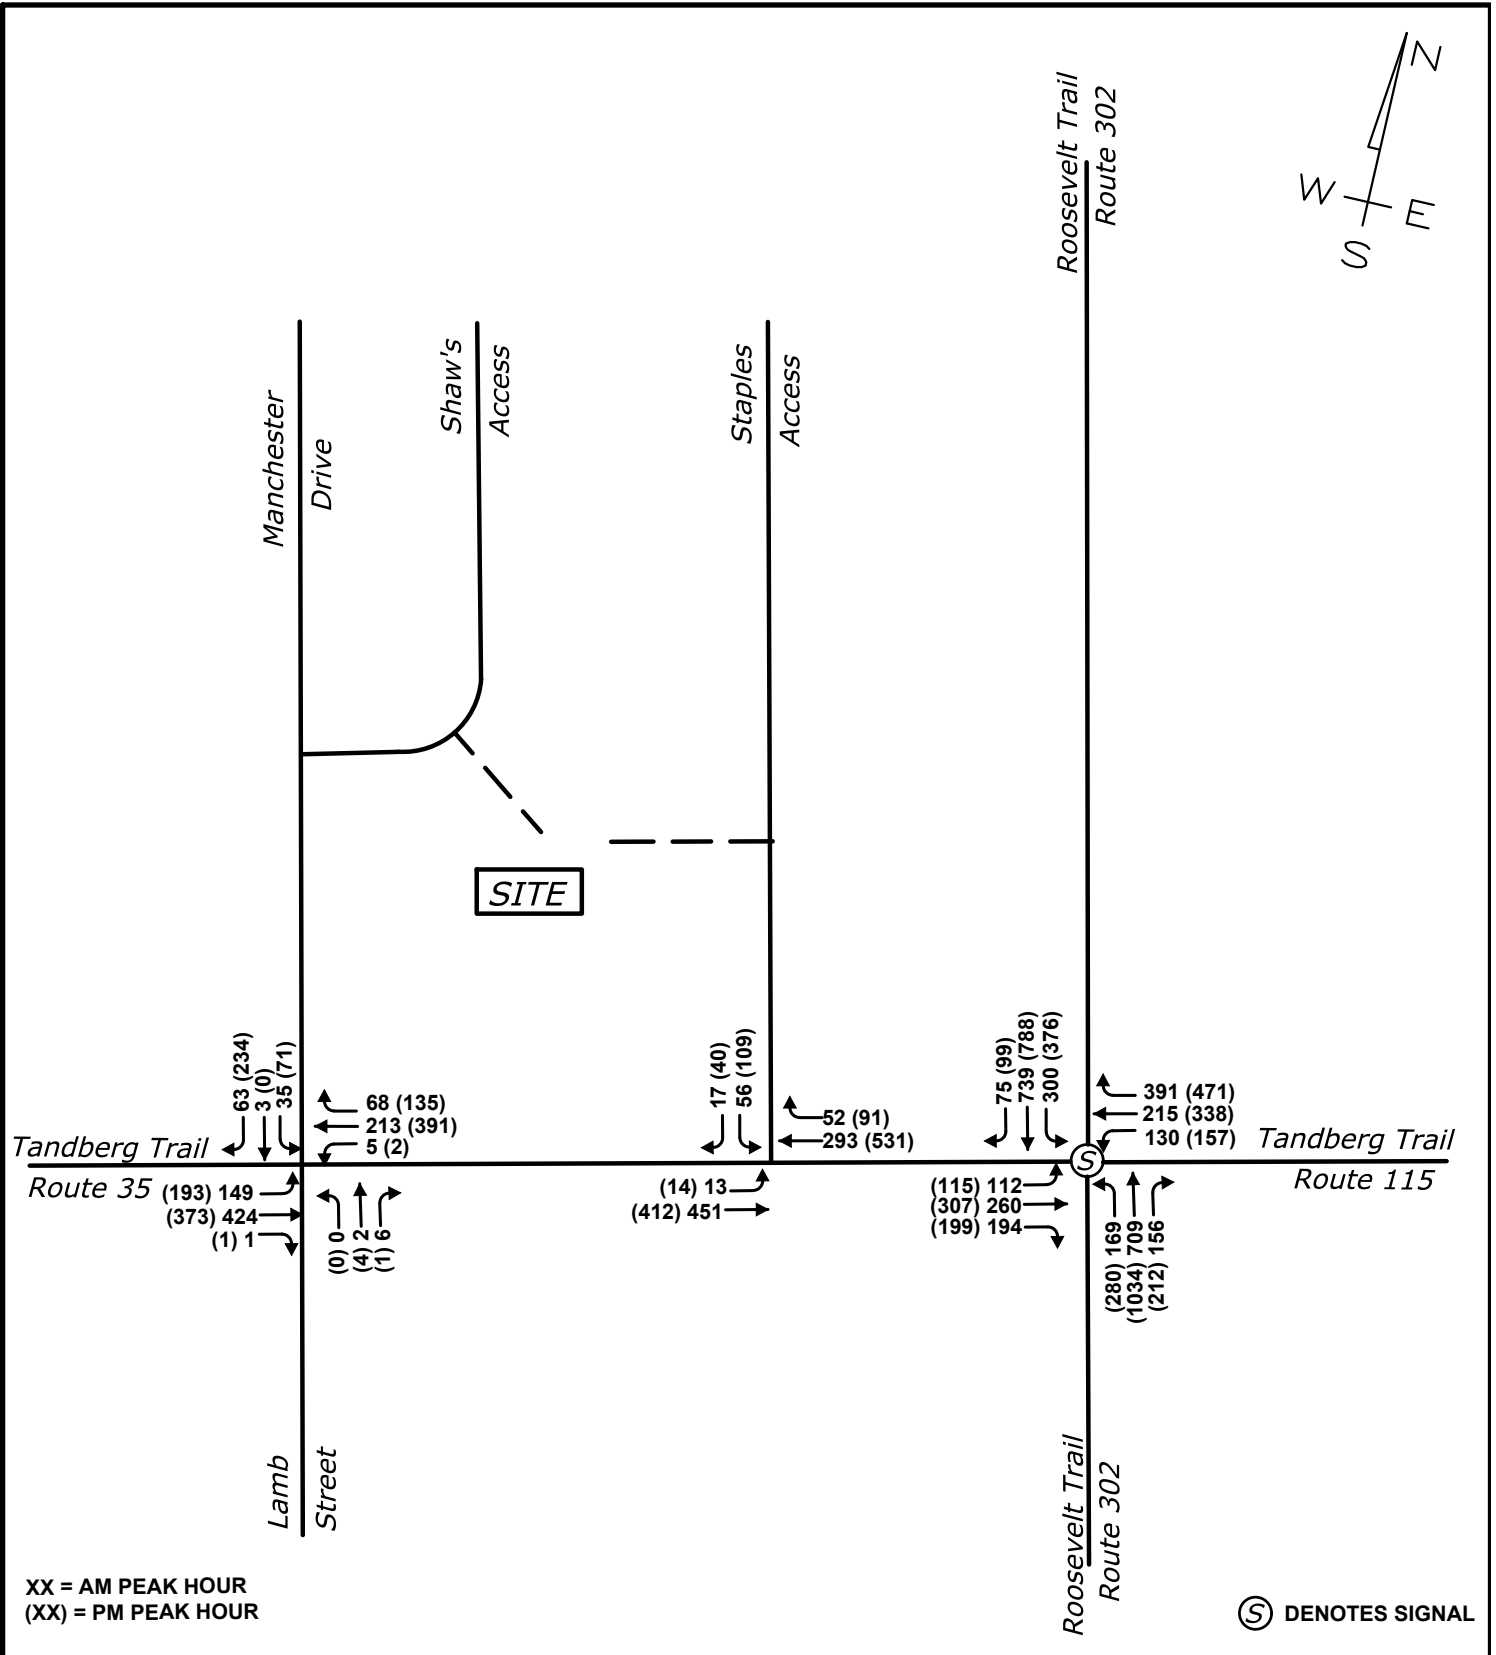 N
W
E
S
Roosevelt Trail
Route 302
Manchester
Drive
Shaw's
Access
Staples
Access
SITE
63 (234)
3 (0)
35 (71)
68 (135)
213 (391)
5 (2)
17 (40)
56 (109)
52 (91)
293 (531)
75 (99)
739 (788)
300 (376)
391 (471)
215 (338)
130 (157)
Tandberg Trail
Route 35
(193) 149
(373) 424
(1) 1
(0) 0
(4) 2
(1) 6
(14) 13
(412) 451
(115) 112
(307) 260
(199) 194
S
(280) 169
(1034) 709
(212) 156
Tandberg Trail
Route 115
Lamb
Street
Roosevelt Trail
Route 302
XX = AM PEAK HOUR
(XX) = PM PEAK HOUR
S DENOTES SIGNAL